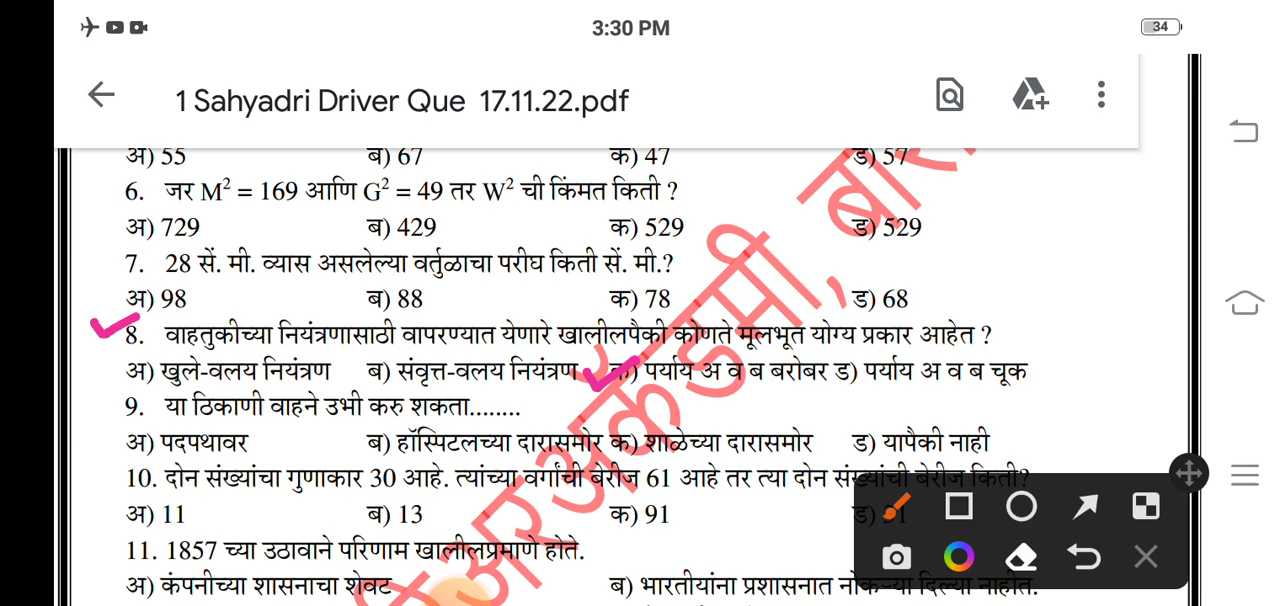 3:30 PM
34
1 Sahyadri Driver Que 17.11.22.pdf
अ) 55 ब) 67 क) 47 ड) 57
6. जर M² = 169 आणि G² = 49 तर W² ची किंमत किती ?
अ) 729 ब) 429 क) 529 ड) 529
7. 28 सें. मी. व्यास असलेल्या वर्तुळाचा परीघ किती सें. मी.?
अ) 98 ब) 88 क) 78 ड) 68
8. वाहतुकीच्या नियंत्रणासाठी वापरण्यात येणारे खालीलपैकी कोणते मूलभूत योग्य प्रकार आहेत ?
अ) खुले-वलय नियंत्रण ब) संवृत्त-वलय नियंत्रण क) पर्याय अ व ब बरोबर ड) पर्याय अ व ब चूक
9. या ठिकाणी वाहने उभी करु शकता........
अ) पदपथावर ब) हॉस्पिटलच्या दारासमोर क) शाळेच्या दारासमोर ड) यापैकी नाही
10. दोन संख्यांचा गुणाकार 30 आहे. त्यांच्या वर्गांची बेरीज 61 आहे तर त्या दोन संख्यांची बेरीज किती?
अ) 11 ब) 13 क) 91 ड)
11. 1857 च्या उठावाने परिणाम खालीलप्रमाणे होते.
अ) कंपनीच्या शासनाचा शेवट ब) भारतीयांना प्रशासनात नोकऱ्या दिल्या नाहीत.
अकॅडमी,